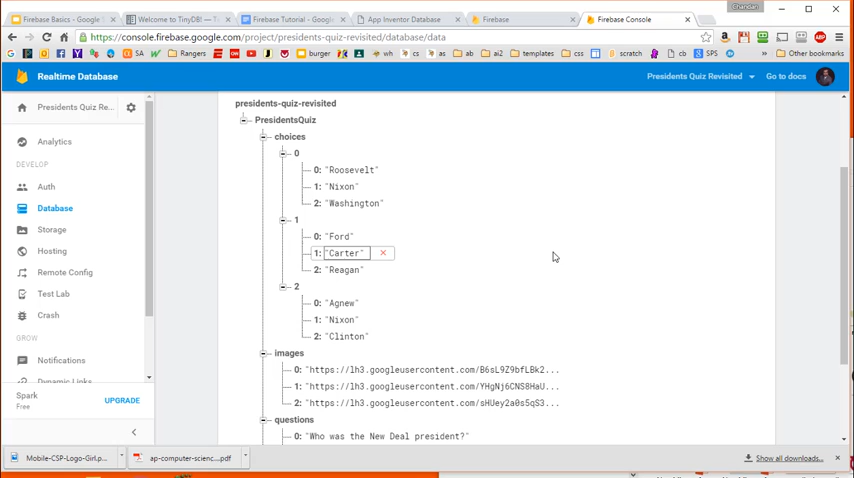 Chandan
Firebase Basics - Google S
Welcome to TinyDB! — T
Firebase Tutorial - Google
App Inventor Database
Firebase
Firebase Console
https://console.firebase.google.com/project/presidents-quiz-revisited/database/data
Rangers
burger
wh
cs
as
ab
tiffin
templates
css
scratch
cb
SPS
Other bookmarks
Realtime Database
Presidents Quiz Revisited
Go to docs
Presidents Quiz Re...
Analytics
DEVELOP
Auth
Database
Storage
Hosting
Remote Config
Test Lab
Crash
GROW
Notifications
Dynamic Links
Spark
Free
UPGRADE
presidents-quiz-revisited
PresidentsQuiz
choices
0
0: "Roosevelt"
1: "Nixon"
2: "Washington"
1
0: "Ford"
1: "Carter"
2: "Reagan"
2
0: "Agnew"
1: "Nixon"
2: "Clinton"
images
0: "https://lh3.googleusercontent.com/B6sL9Z9bfLBk2...
1: "https://lh3.googleusercontent.com/YHgNj6CNS8HaU...
2: "https://lh3.googleusercontent.com/sHUey2a0s5qS3...
questions
0: "Who was the New Deal president?"
Mobile-CSP-Logo-Girl.p...
ap-computer-scienc....pdf
Show all downloads...